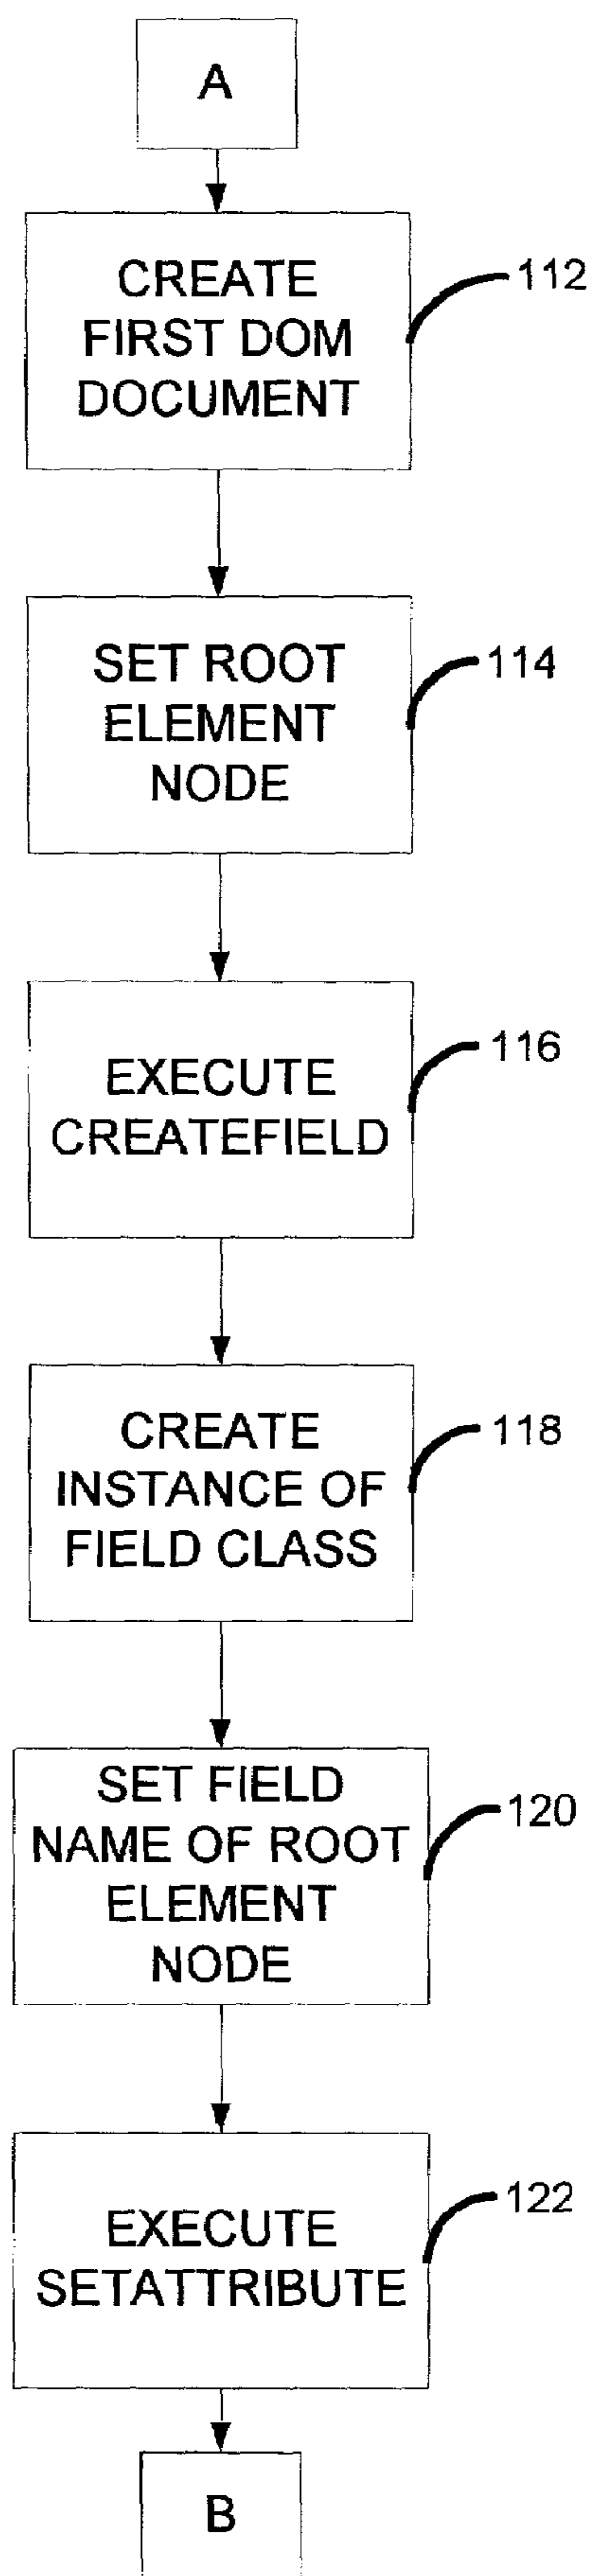 A
CREATE
FIRST DOM
DOCUMENT
112
SET ROOT
ELEMENT
NODE
114
EXECUTE
CREATEFIELD
116
CREATE
INSTANCE OF
FIELD CLASS
118
SET FIELD
NAME OF ROOT
ELEMENT
NODE
120
EXECUTE
SETATTRIBUTE
122
B